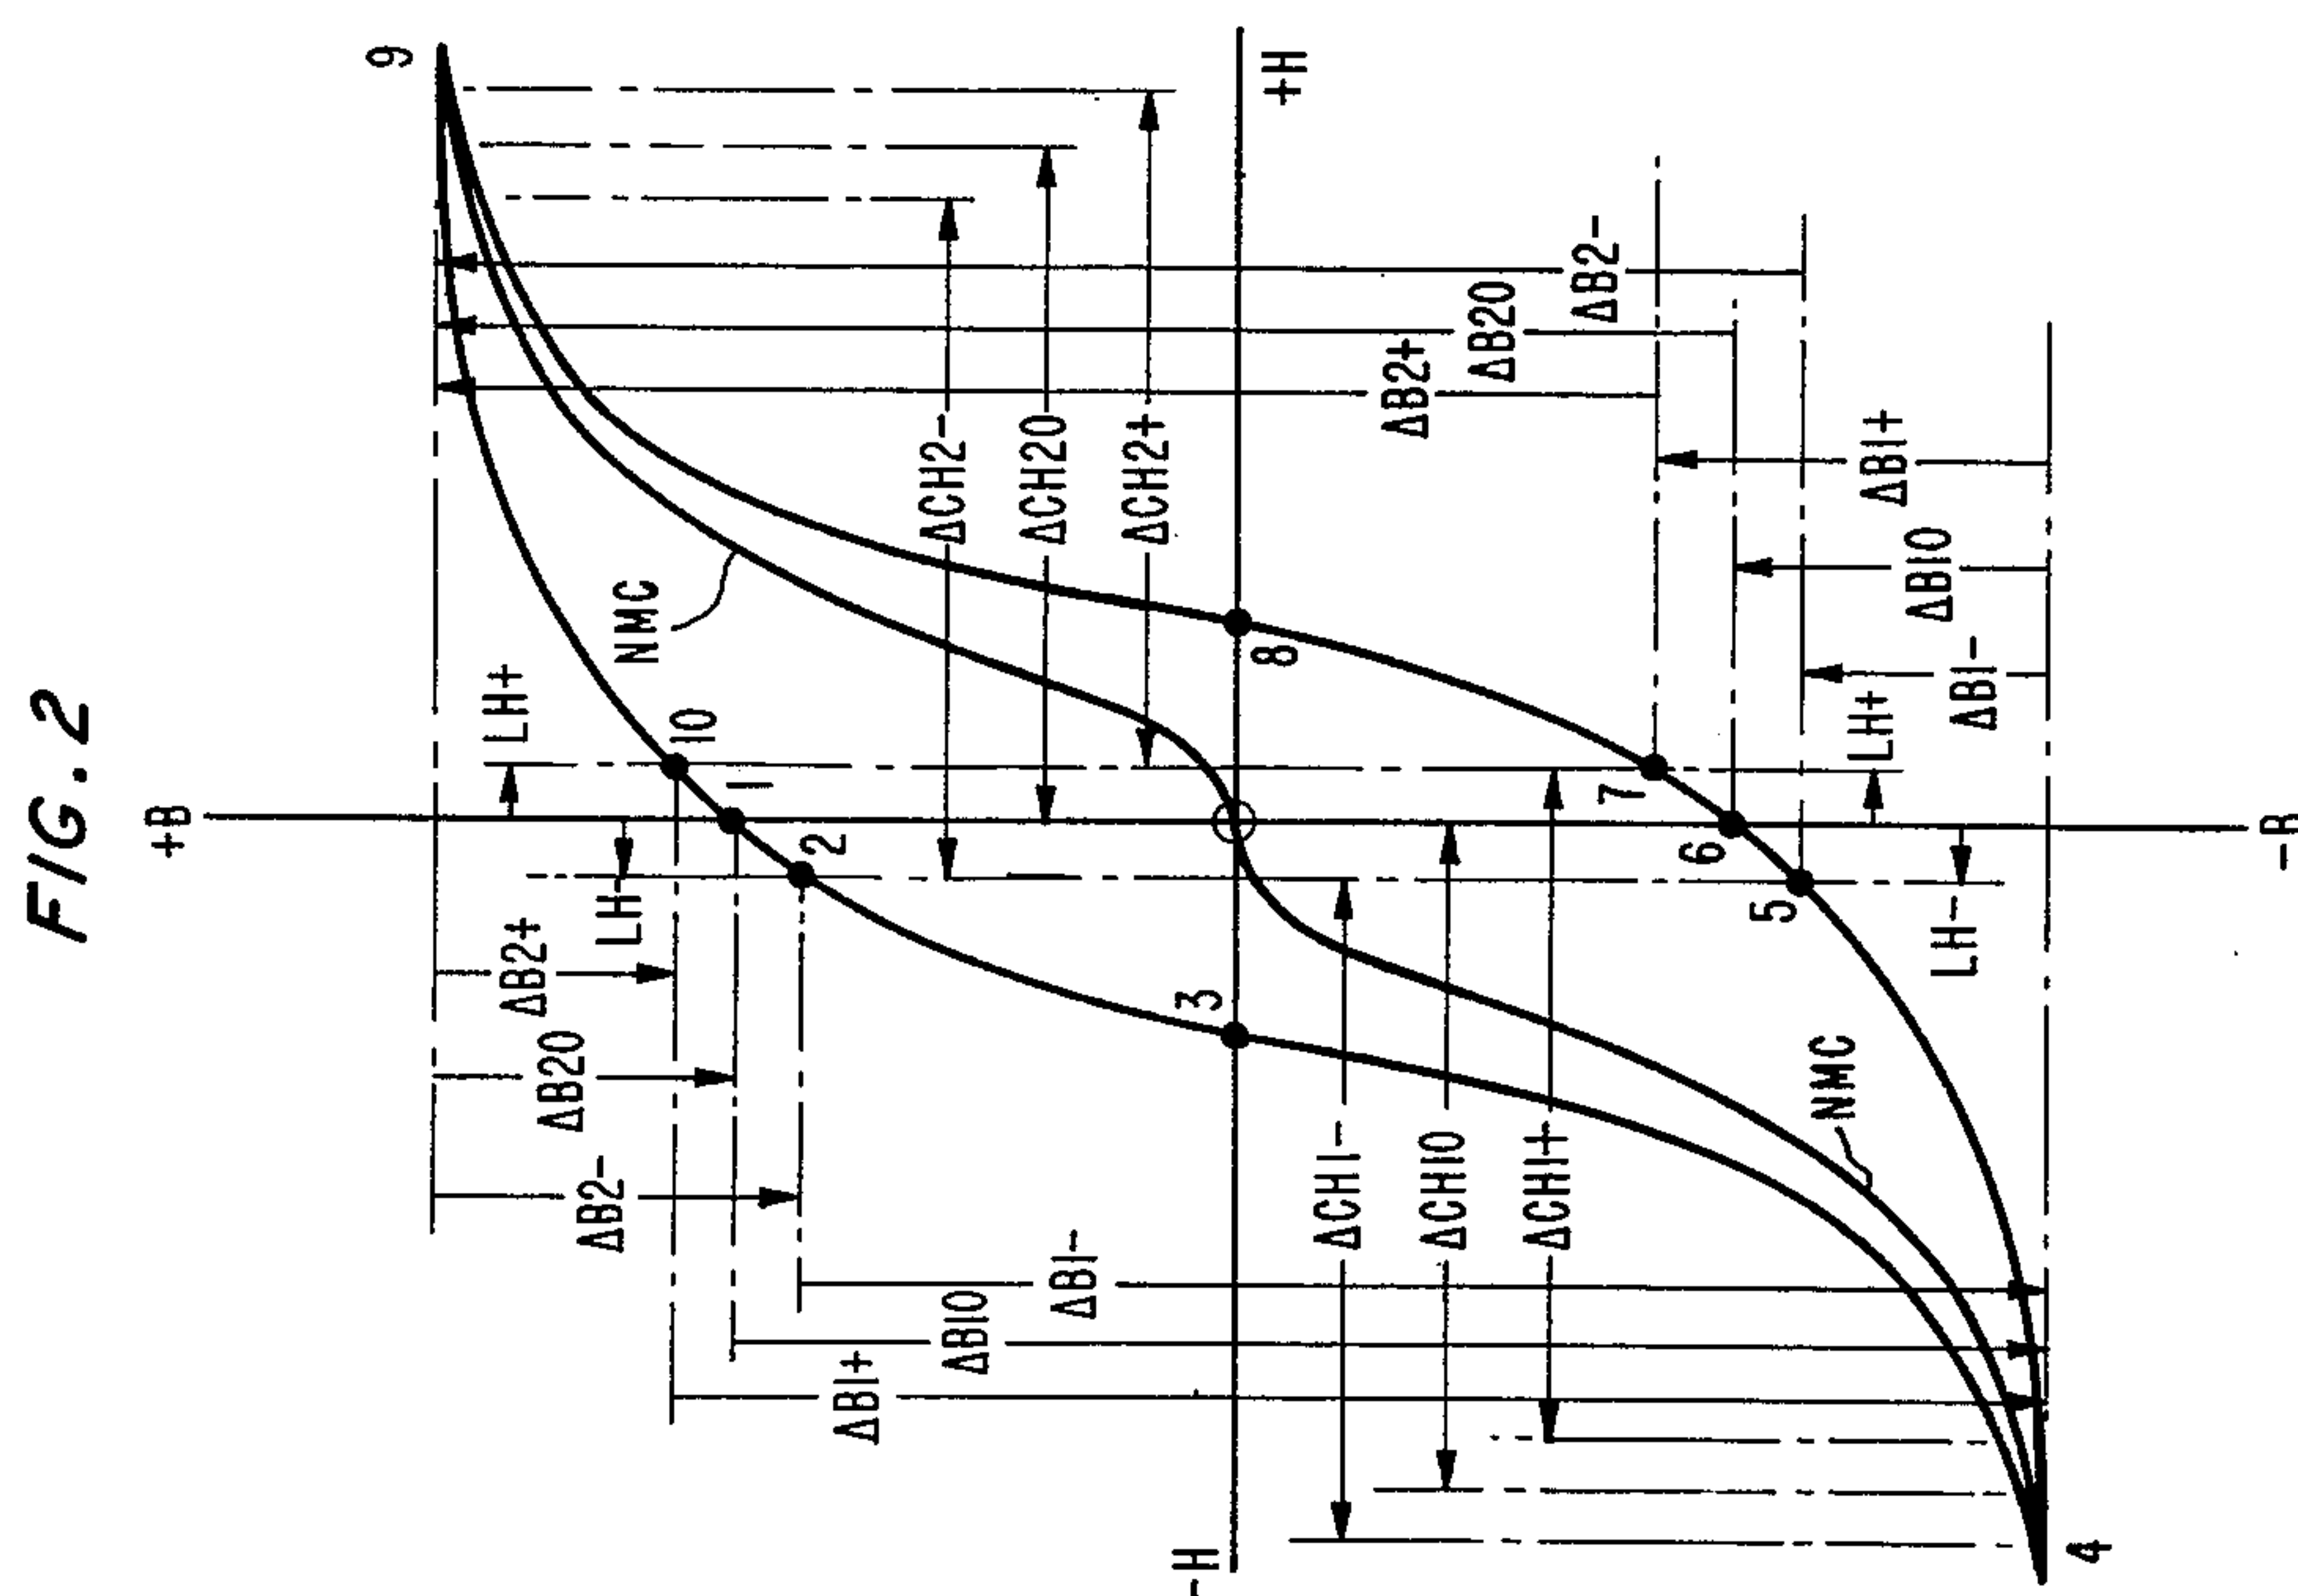 FIG. 2
+B
9
LH+
ΔB2+
ΔB20
ΔB2-
LH-
NMC
10
1
2
ΔB1+
ΔCH2-
ΔB10
ΔCH20
ΔB1-
ΔCH2+
-H
3
8
+H
ΔCH1-
ΔB2+
ΔCH10
ΔB20
ΔCH1+
ΔB2-
7
6
5
NMC
LH+
ΔB1+
ΔB10
LH-
ΔB1-
4
-B